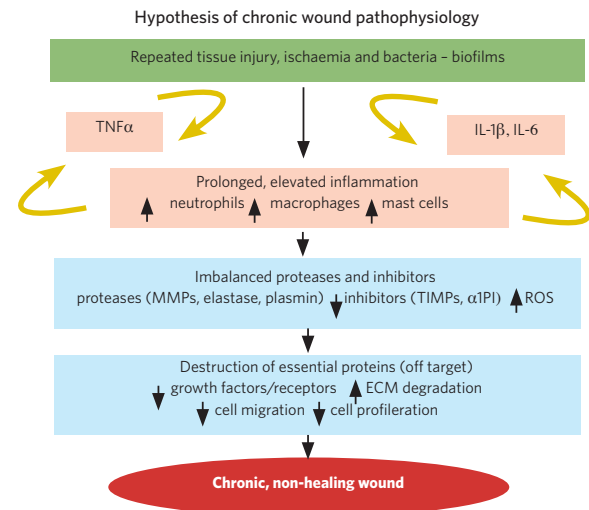 Hypothesis of chronic wound pathophysiology
Repeated tissue injury, ischaemia and bacteria – biofilms
TNFα
IL-1β, IL-6
Prolonged, elevated inflammation
neutrophils macrophages mast cells
Imbalanced proteases and inhibitors
proteases (MMPs, elastase, plasmin) inhibitors (TIMPs, α1PI) ROS
Destruction of essential proteins (off target)
growth factors/receptors ECM degradation
cell migration cell profileration
Chronic, non-healing wound